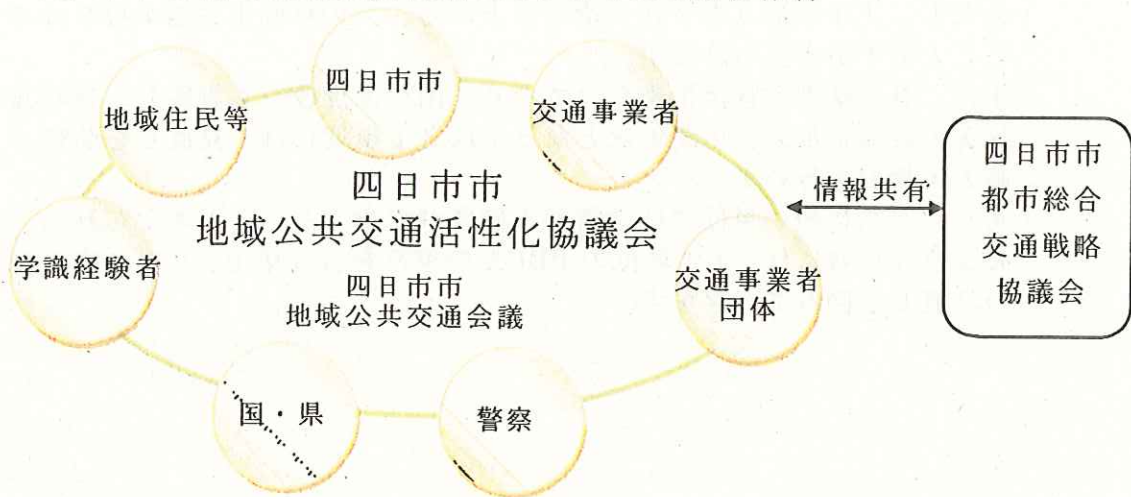 四日市市
地域住民等
交通事業者
四日市市
地域公共交通活性化協議会
四日市市
地域公共交通会議
学識経験者
交通事業者
団体
国・県
警察
情報共有
四日市市
都市総合
交通戦略
協議会